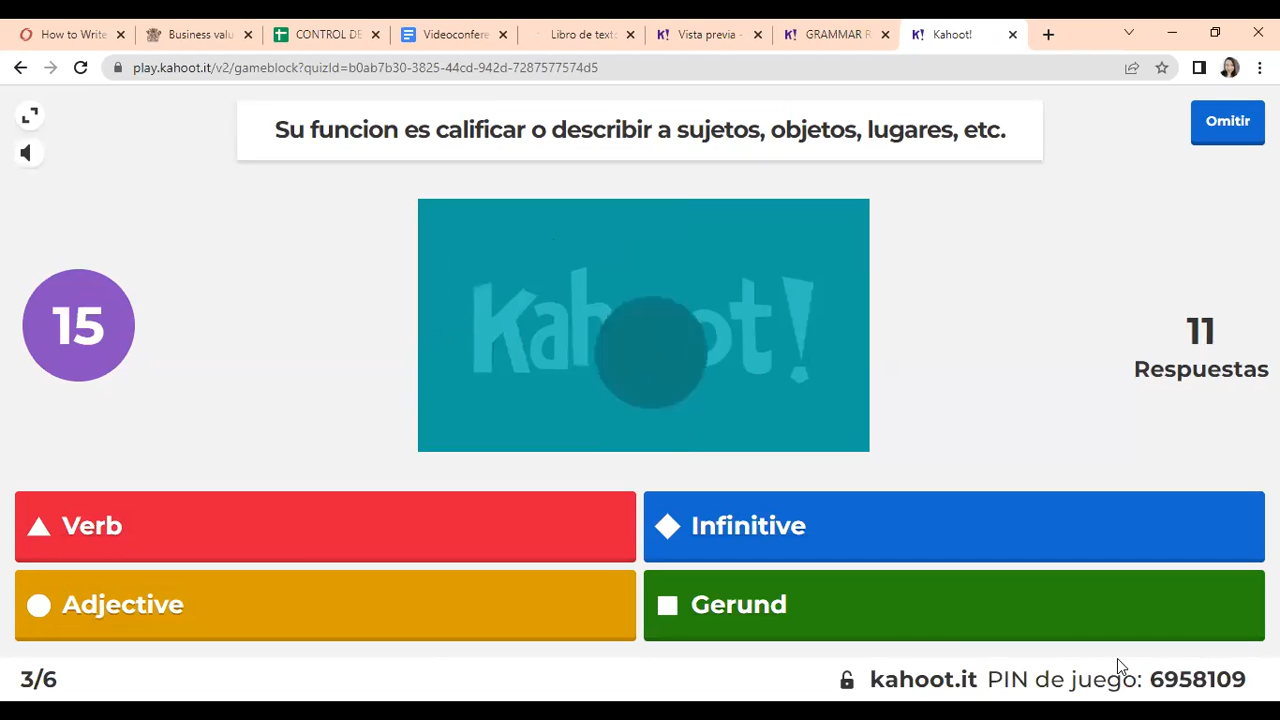 How to Write
Business valu
CONTROL DE
Videoconfere
Libro de texto
Vista previa -
GRAMMAR R
Kahoot!
play.kahoot.it/v2/gameblock?quizId=b0ab7b30-3825-44cd-942d-7287577574d5
Su funcion es calificar o describir a sujetos, objetos, lugares, etc.
Omitir
Kahoot!
15
11
Respuestas
Verb
Infinitive
Adjective
Gerund
3/6
kahoot.it PIN de juego: 6958109